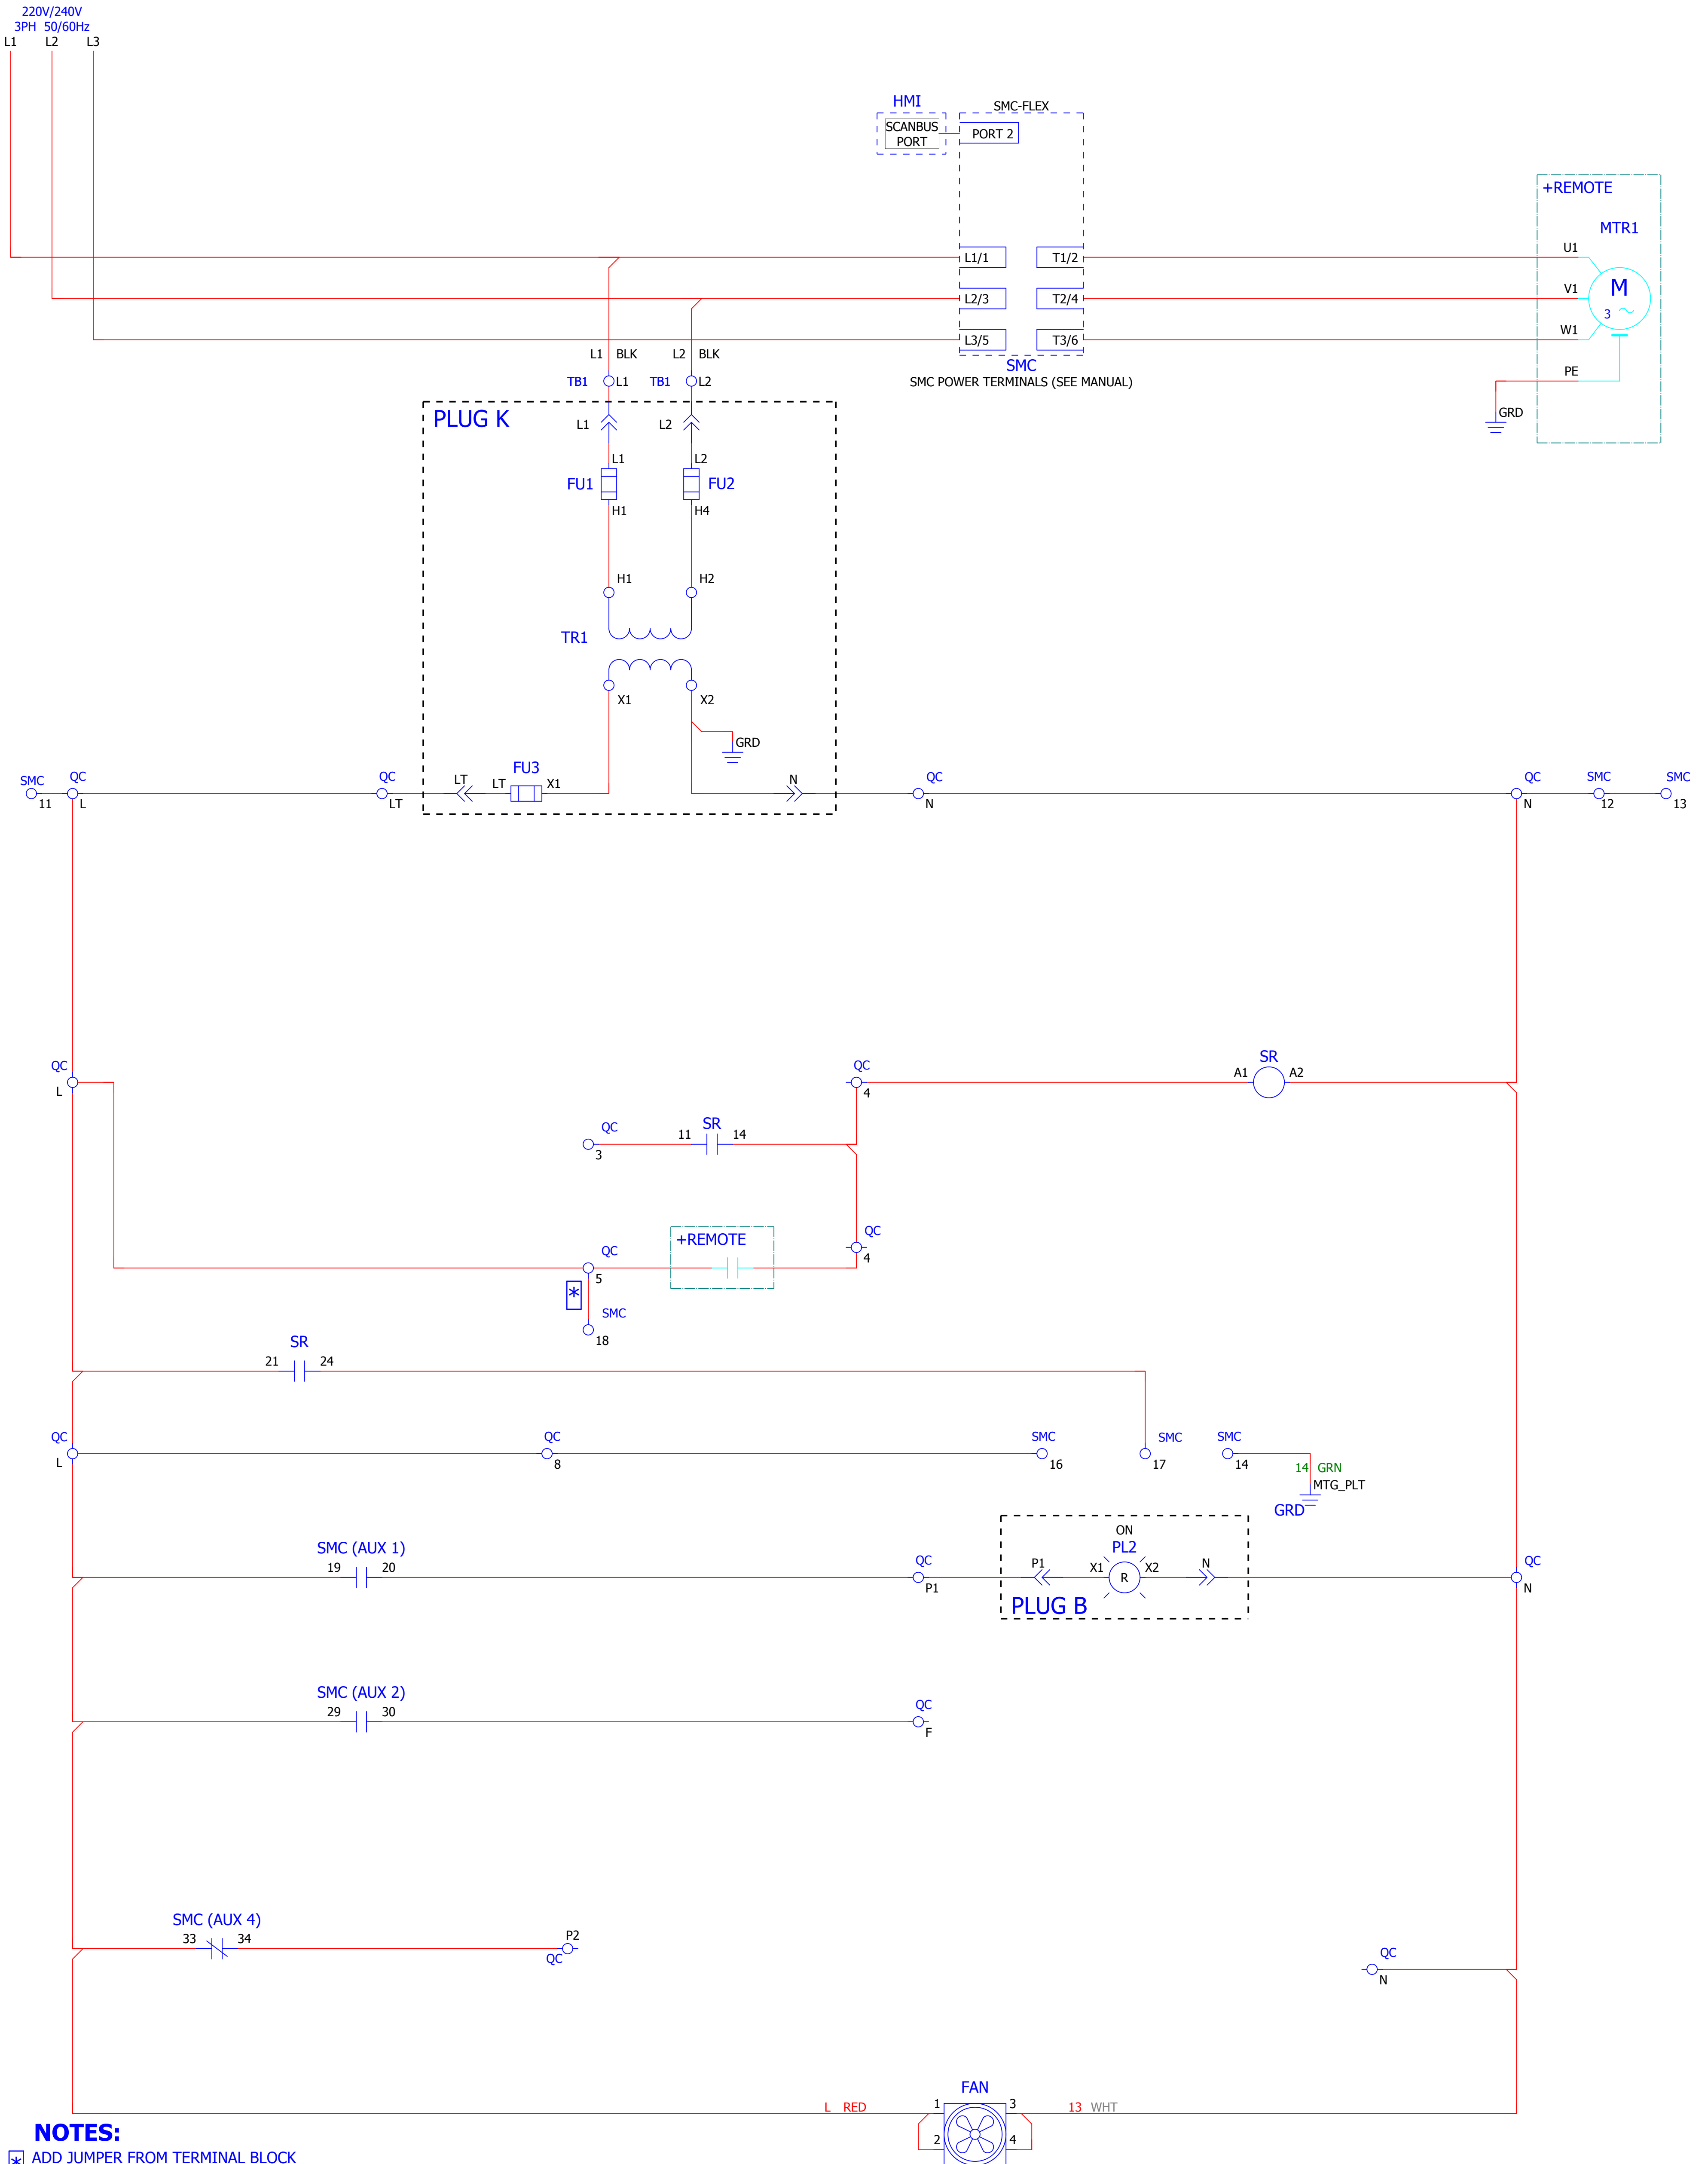 220V/240V
3PH 50/60Hz
L1 L2 L3
HMI
SCANBUS
PORT
SMC-FLEX
PORT 2
+REMOTE
MTR1
L1/1 T1/2 U1
L2/3 T2/4 V1
M
3
L3/5 T3/6 W1
L1 BLK L2 BLK
SMC
SMC POWER TERMINALS (SEE MANUAL)
PE
GRD
TB1 L1 TB1 L2
PLUG K
L1 L2
L1 L2
FU1 FU2
H1 H4
H1 H2
TR1
X1 X2
GRD
SMC QC QC LT LT FU3 X1 N QC QC SMC SMC
11 L LT N N 12 13
QC QC SR
L 4 A1 A2
QC SR
3 11 14
QC
4
+REMOTE
QC
5
*
SMC
18
SR
21 24
QC QC SMC SMC SMC
L 8 16 17 14
14 GRN
MTG_PLT
GRD
ON
PL2
SMC (AUX 1)
19 20
QC
P1
P1 X1 R X2 N
PLUG B
QC
N
SMC (AUX 2)
29 30
QC
F
SMC (AUX 4)
33 34
P2
QC
QC
N
FAN
L RED 1 3 13 WHT
2 4
NOTES:
* ADD JUMPER FROM TERMINAL BLOCK